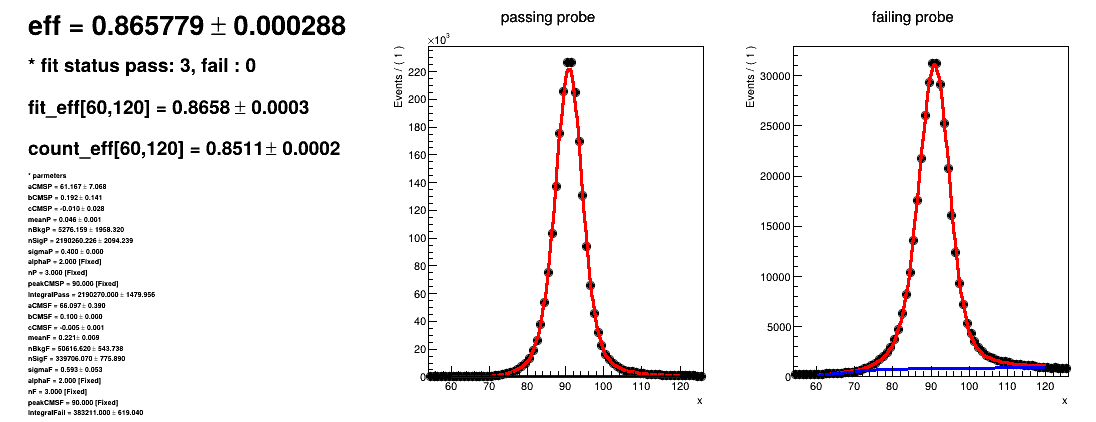 eff = 0.865779 ± 0.000288
* fit status pass: 3, fail : 0
fit_eff[60,120] = 0.8658 ± 0.0003
count_eff[60,120] = 0.8511 ± 0.0002
* parmeters
aCMSP = 61.167 ± 7.068
bCMSP = 0.192 ± 0.141
cCMSP = -0.010 ± 0.028
meanP = 0.046 ± 0.001
nBkgP = 5276.159 ± 1958.320
nSigP = 2190260.226 ± 2094.239
sigmaP = 0.400 ± 0.000
alphaP = 2.000 [Fixed]
nP = 3.000 [Fixed]
peakCMSP = 90.000 [Fixed]
integralPass = 2190270.000 ± 1479.956
aCMSF = 66.097 ± 0.390
bCMSF = 0.100 ± 0.000
cCMSF = -0.005 ± 0.001
meanF = 0.221 ± 0.009
nBkgF = 50616.620 ± 543.738
nSigF = 339706.070 ± 775.890
sigmaF = 0.593 ± 0.053
alphaF = 2.000 [Fixed]
nF = 3.000 [Fixed]
peakCMSF = 90.000 [Fixed]
integralFail = 383211.000 ± 619.040
passing probe
×10³
Events / ( 1 )
220
200
180
160
140
120
100
80
60
40
20
0
60 70 80 90 100 110 120
x
failing probe
Events / ( 1 )
30000
25000
20000
15000
10000
5000
0
60 70 80 90 100 110 120
x